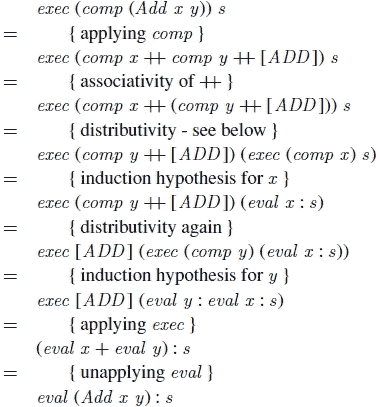 exec (comp (Add x y)) s
= { applying comp }
exec (comp x ++ comp y ++ [ADD]) s
= { associativity of ++ }
exec (comp x ++ (comp y ++ [ADD])) s
= { distributivity - see below }
exec (comp y ++ [ADD]) (exec (comp x) s)
= { induction hypothesis for x }
exec (comp y ++ [ADD]) (eval x : s)
= { distributivity again }
exec [ADD] (exec (comp y) (eval x : s))
= { induction hypothesis for y }
exec [ADD] (eval y : eval x : s)
= { applying exec }
(eval x + eval y) : s
= { unapplying eval }
eval (Add x y) : s